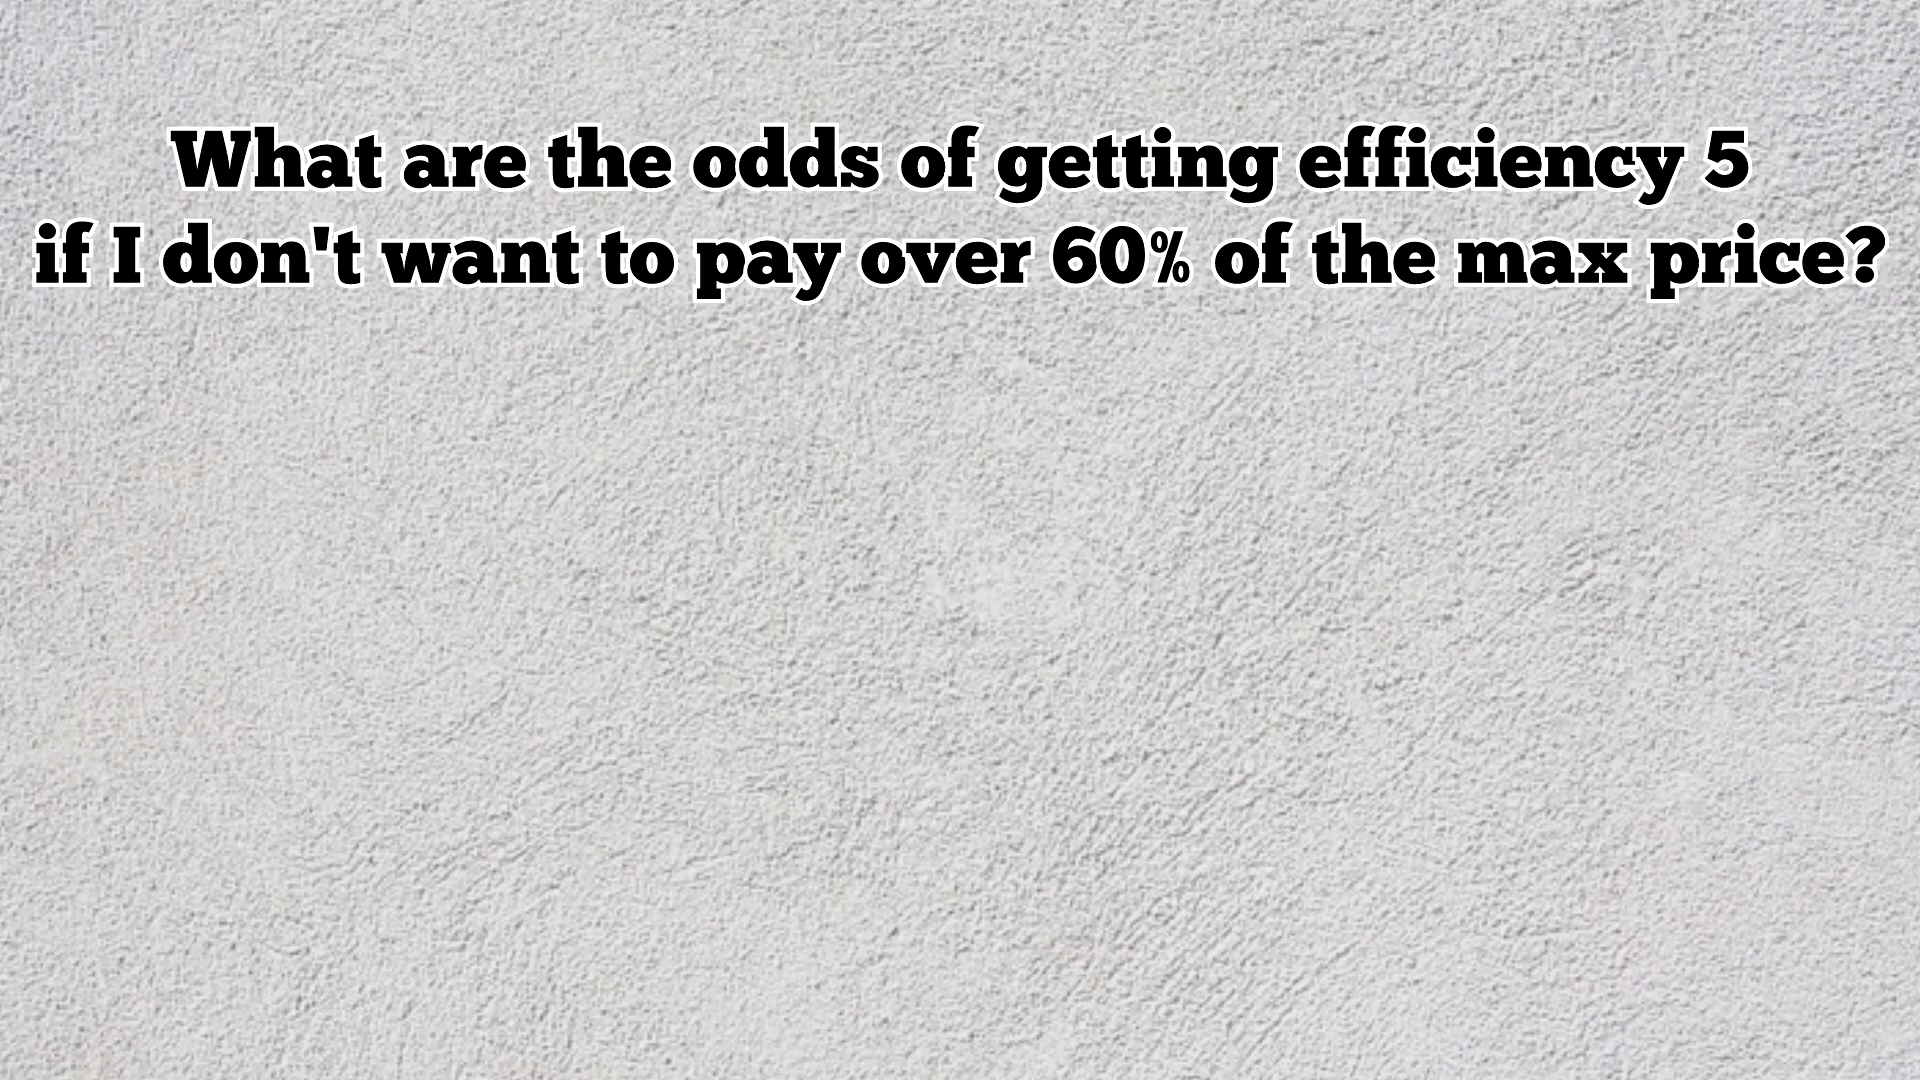 What are the odds of getting efficiency 5
if I don't want to pay over 60% of the max price?